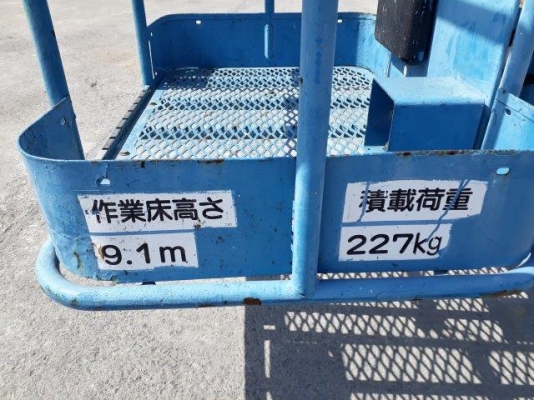 作業床高さ
9.1m
積載荷重
227kg